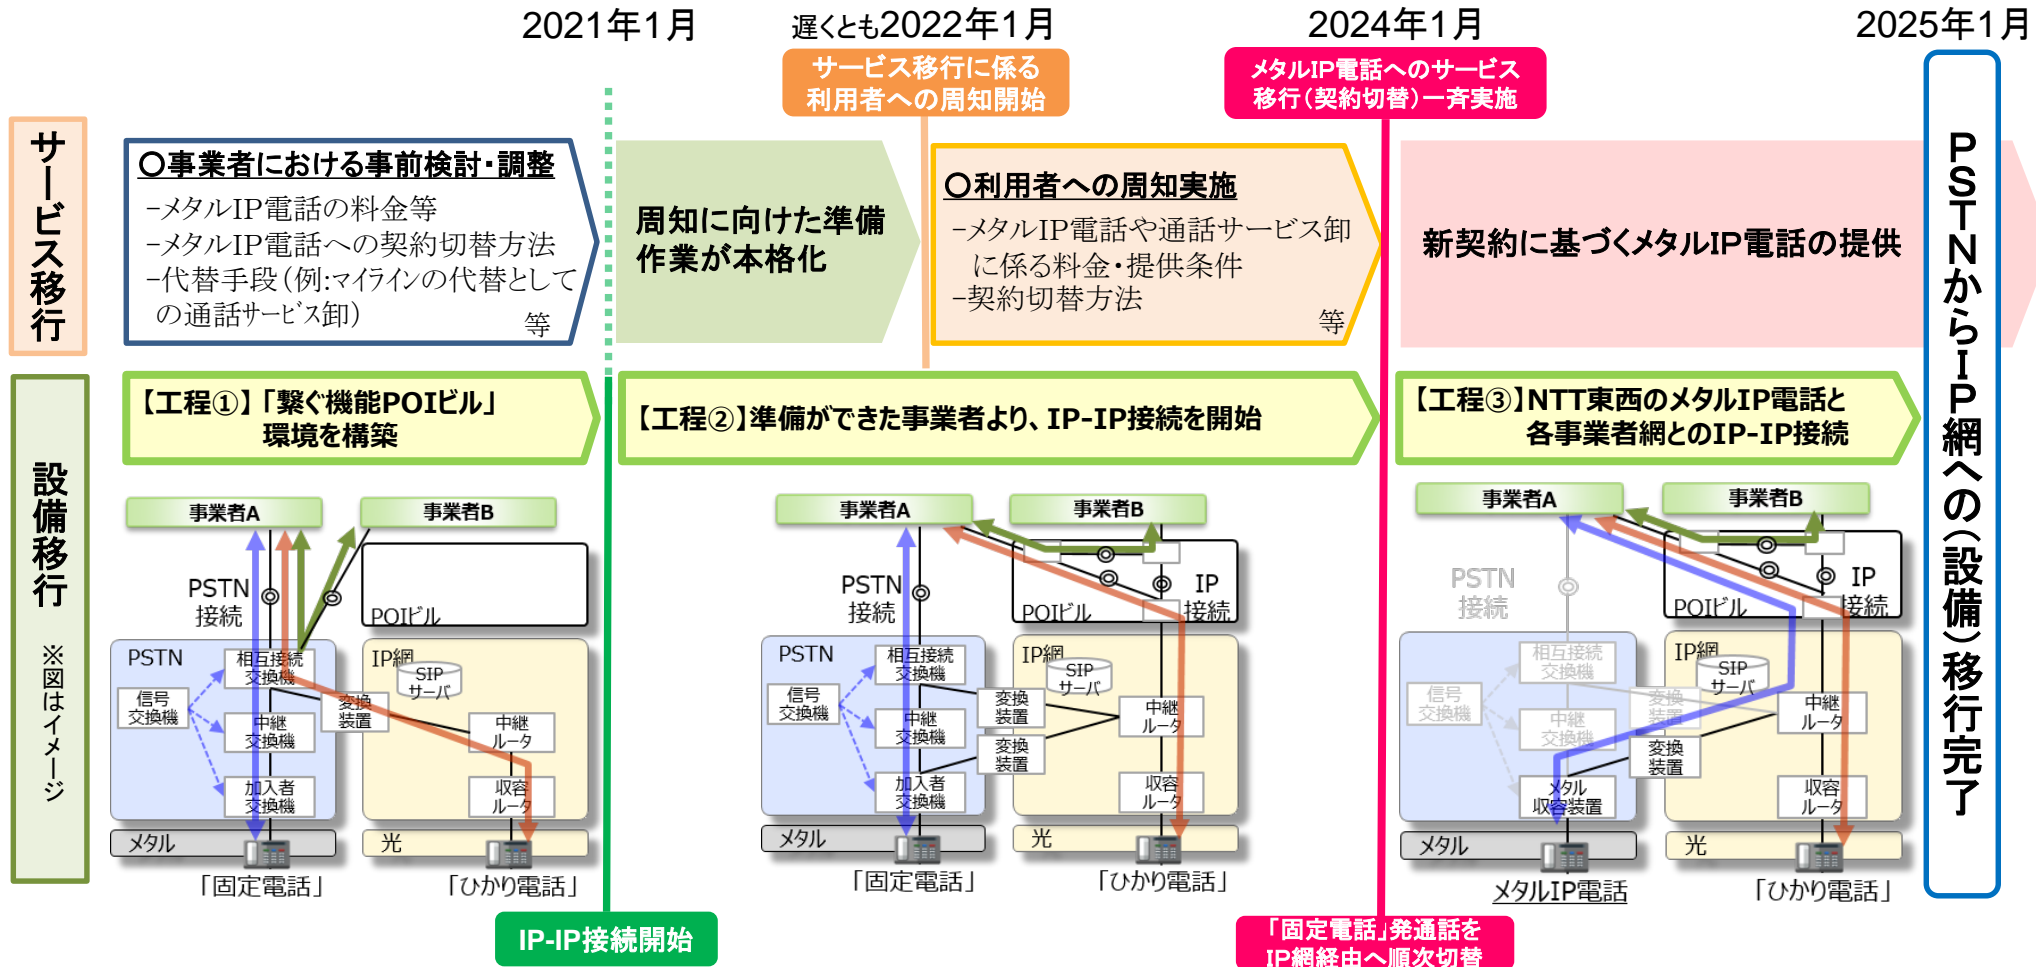 2021年1月
遅くとも2022年1月
2024年1月
2025年1月
サービス移行に係る
利用者への周知開始
メタルIP電話へのサービス
移行(契約切替)一斉実施
サービス移行
〇事業者における事前検討・調整
-メタルIP電話の料金等
-メタルIP電話への契約切替方法
-代替手段(例:マイラインの代替として
の通話サービス卸)
等
周知に向けた準備
作業が本格化
〇利用者への周知実施
-メタルIP電話や通話サービス卸
に係る料金・提供条件
-契約切替方法
等
新契約に基づくメタルIP電話の提供
PSTNからIP網への(設備)移行完了
設備移行
※図はイメージ
【工程①】「繋ぐ機能POIビル」
環境を構築
【工程②】準備ができた事業者より、IP-IP接続を開始
【工程③】NTT東西のメタルIP電話と
各事業者網とのIP-IP接続
事業者A
事業者B
PSTN
接続
POIビル
PSTN
相互接続
交換機
信号
交換機
中継
交換機
加入者
交換機
変換
装置
IP網
SIP
サーバ
中継
ルータ
収容
ルータ
メタル
光
「固定電話」
「ひかり電話」
事業者A
事業者B
PSTN
接続
IP
接続
POIビル
PSTN
相互接続
交換機
信号
交換機
中継
交換機
加入者
交換機
変換
装置
変換
装置
IP網
SIP
サーバ
中継
ルータ
収容
ルータ
メタル
光
「固定電話」
「ひかり電話」
事業者A
事業者B
PSTN
接続
IP
接続
POIビル
相互接続
交換機
信号
交換機
中継
交換機
変換
装置
変換
装置
メタル
収容装置
IP網
SIP
サーバ
中継
ルータ
収容
ルータ
メタル
光
メタルIP電話
「ひかり電話」
IP-IP接続開始
「固定電話」発通話を
IP網経由へ順次切替